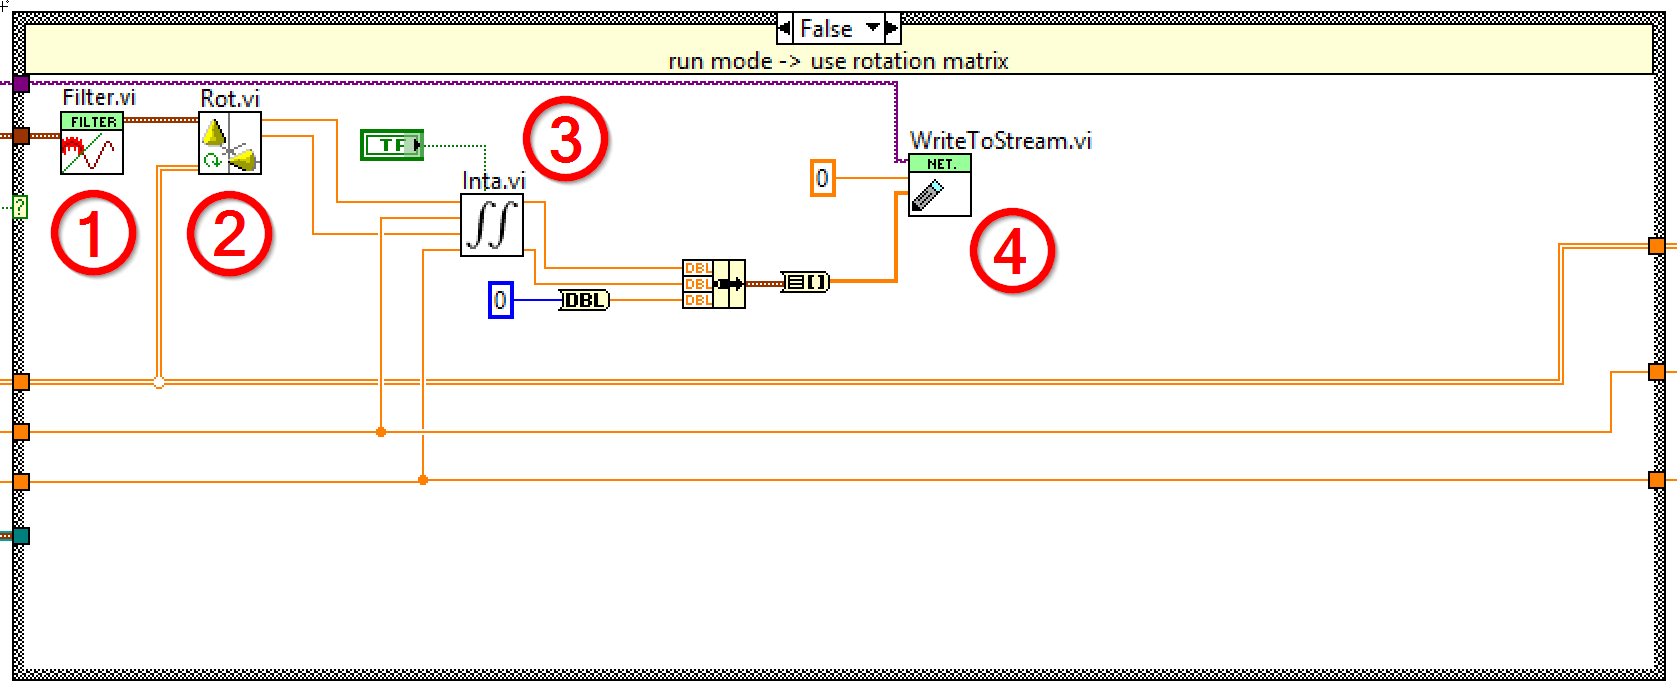 False
run mode -> use rotation matrix
Filter.vi
FILTER
Rot.vi
1
2
TF
3
Inta.vi
0
WriteToStream.vi
NET.
4
?
DBL
DBL
DBL
0
DBL
[]